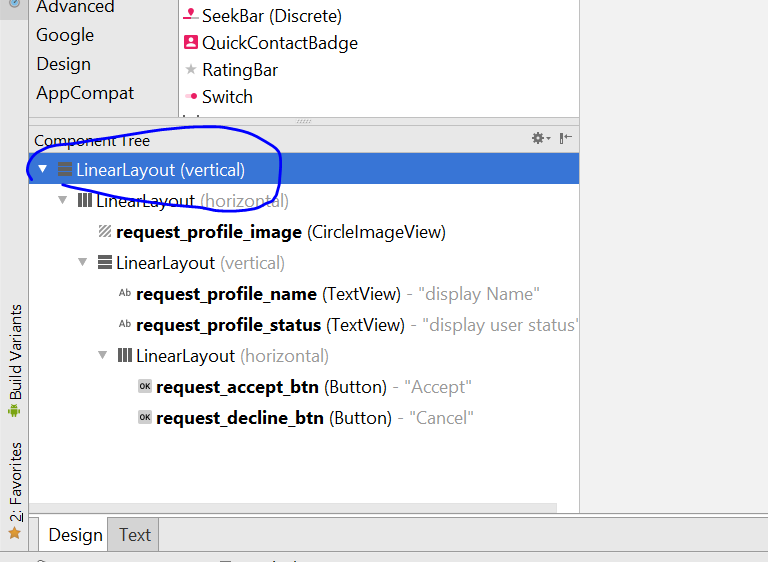 Advanced
Google
Design
AppCompat
SeekBar (Discrete)
QuickContactBadge
RatingBar
Switch
Component Tree
LinearLayout (vertical)
LinearLayout (horizontal)
request_profile_image (CircleImageView)
LinearLayout (vertical)
Ab request_profile_name (TextView) - "display Name"
Ab request_profile_status (TextView) - "display user status"
LinearLayout (horizontal)
OK request_accept_btn (Button) - "Accept"
OK request_decline_btn (Button) - "Cancel"
Build Variants
2: Favorites
Design Text